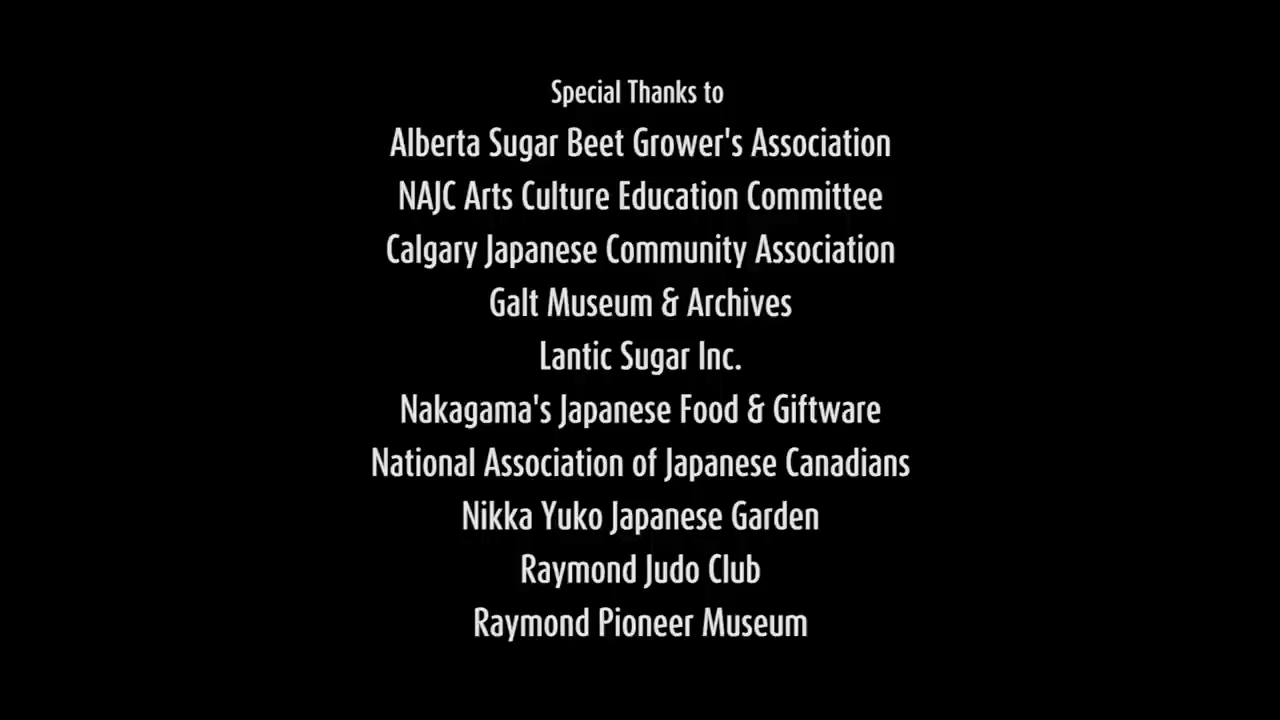 Special Thanks to
Alberta Sugar Beet Grower's Association
NAJC Arts Culture Education Committee
Calgary Japanese Community Association
Galt Museum & Archives
Lantic Sugar Inc.
Nakagama's Japanese Food & Giftware
National Association of Japanese Canadians
Nikka Yuko Japanese Garden
Raymond Judo Club
Raymond Pioneer Museum